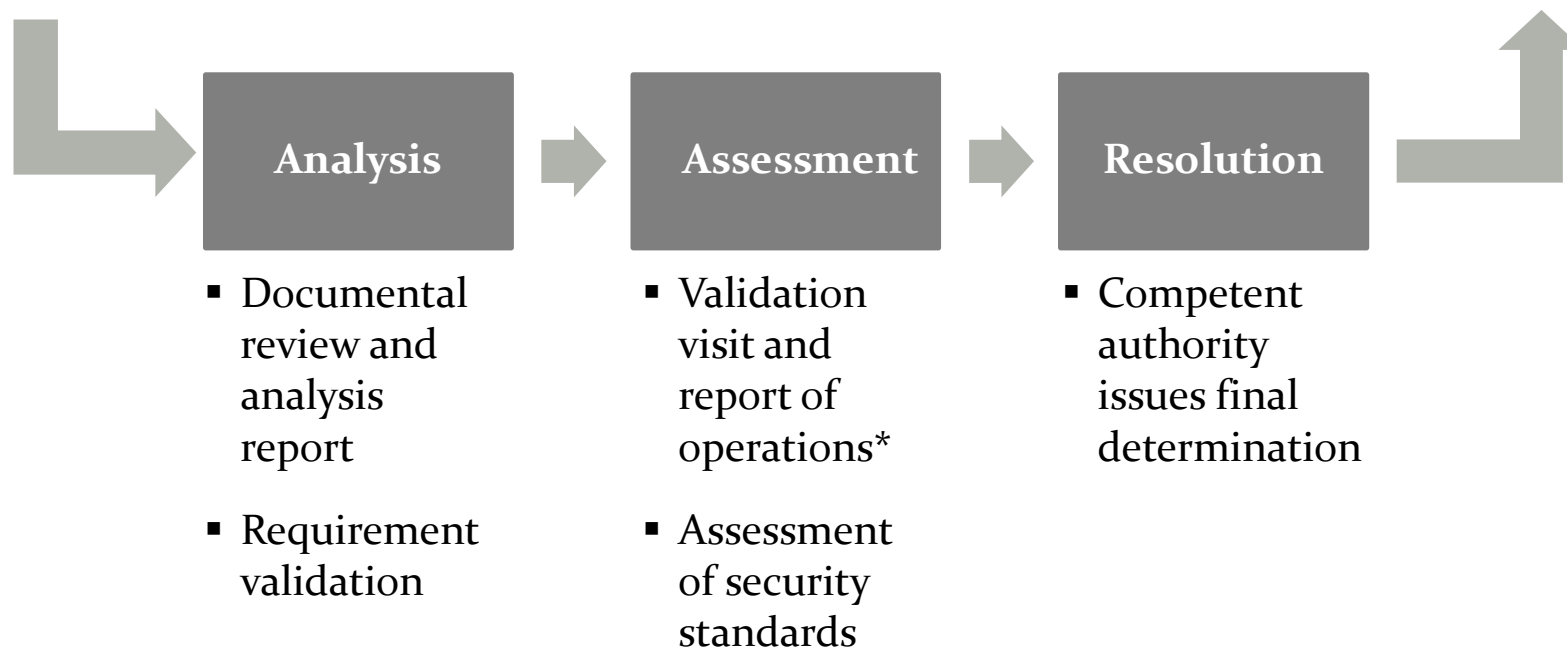 Analysis
▪ Documental
review and
analysis
report
▪ Requirement
validation
Assessment
▪ Validation
visit and
report of
operations*
▪ Assessment
of security
standards
Resolution
▪ Competent
authority
issues final
determination